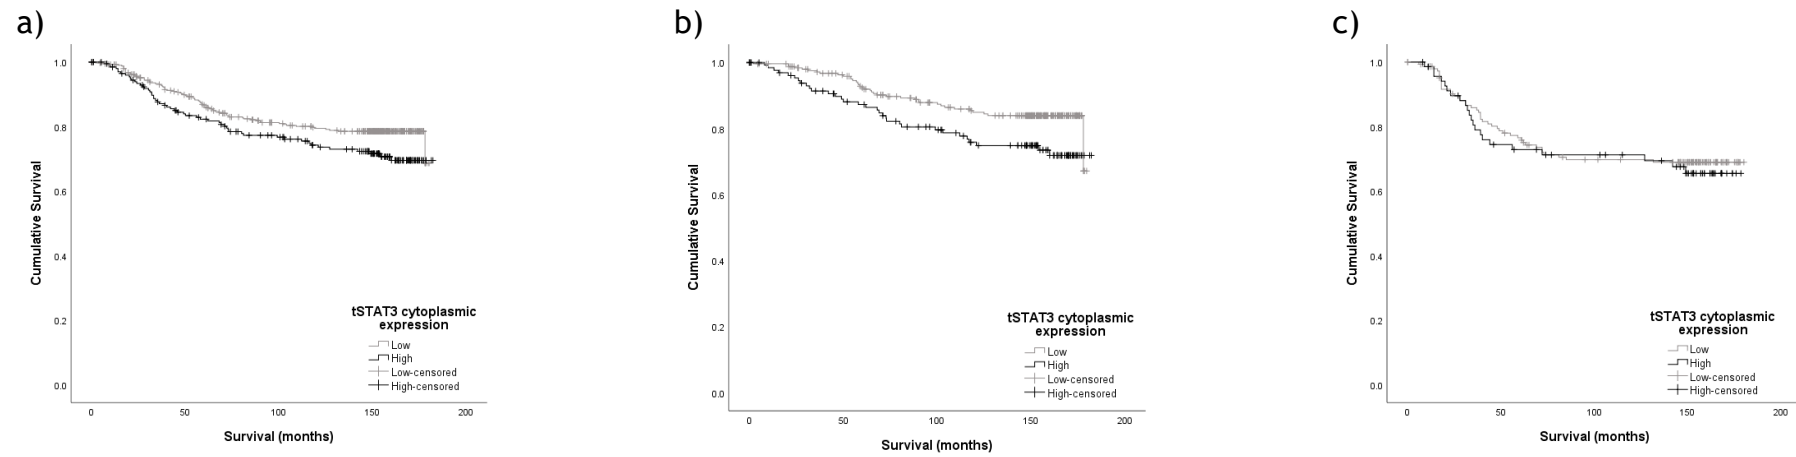 a)
1.0
0.8
0.6
0.4
0.2
0.0
Cumulative Survival
0 50 100 150 200
Survival (months)
tSTAT3 cytoplasmic
expression
Low
High
Low-censored
High-censored
b)
1.0
0.8
0.6
0.4
0.2
0.0
Cumulative Survival
0 50 100 150 200
Survival (months)
tSTAT3 cytoplasmic
expression
Low
High
Low-censored
High-censored
c)
1.0
0.8
0.6
0.4
0.2
0.0
Cumulative Survival
0 50 100 150 200
Survival (months)
tSTAT3 cytoplasmic
expression
Low
High
Low-censored
High-censored